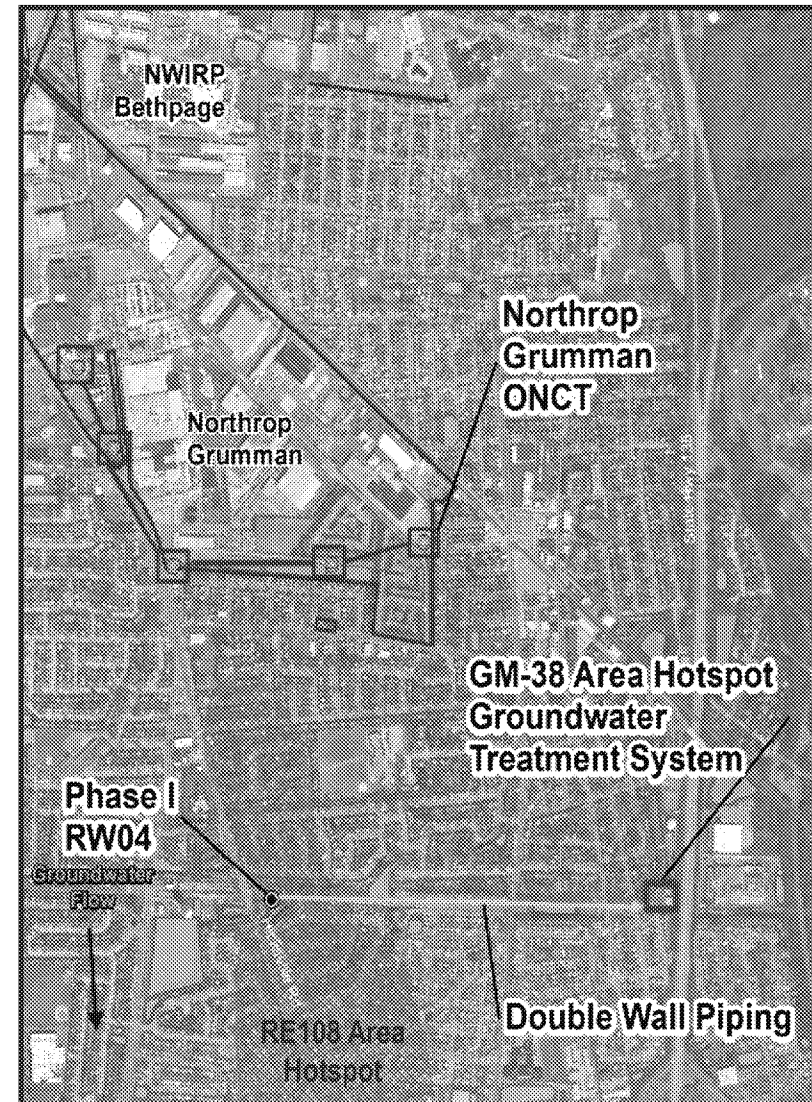 NWIRP
Bethpage
Northrop
Grumman
ONCT
Northrop
Grumman
GM-38 Area Hotspot
Groundwater
Treatment System
Phase I
RW04
Groundwater
Flow
Double Wall Piping
RE108 Area
Hotspot